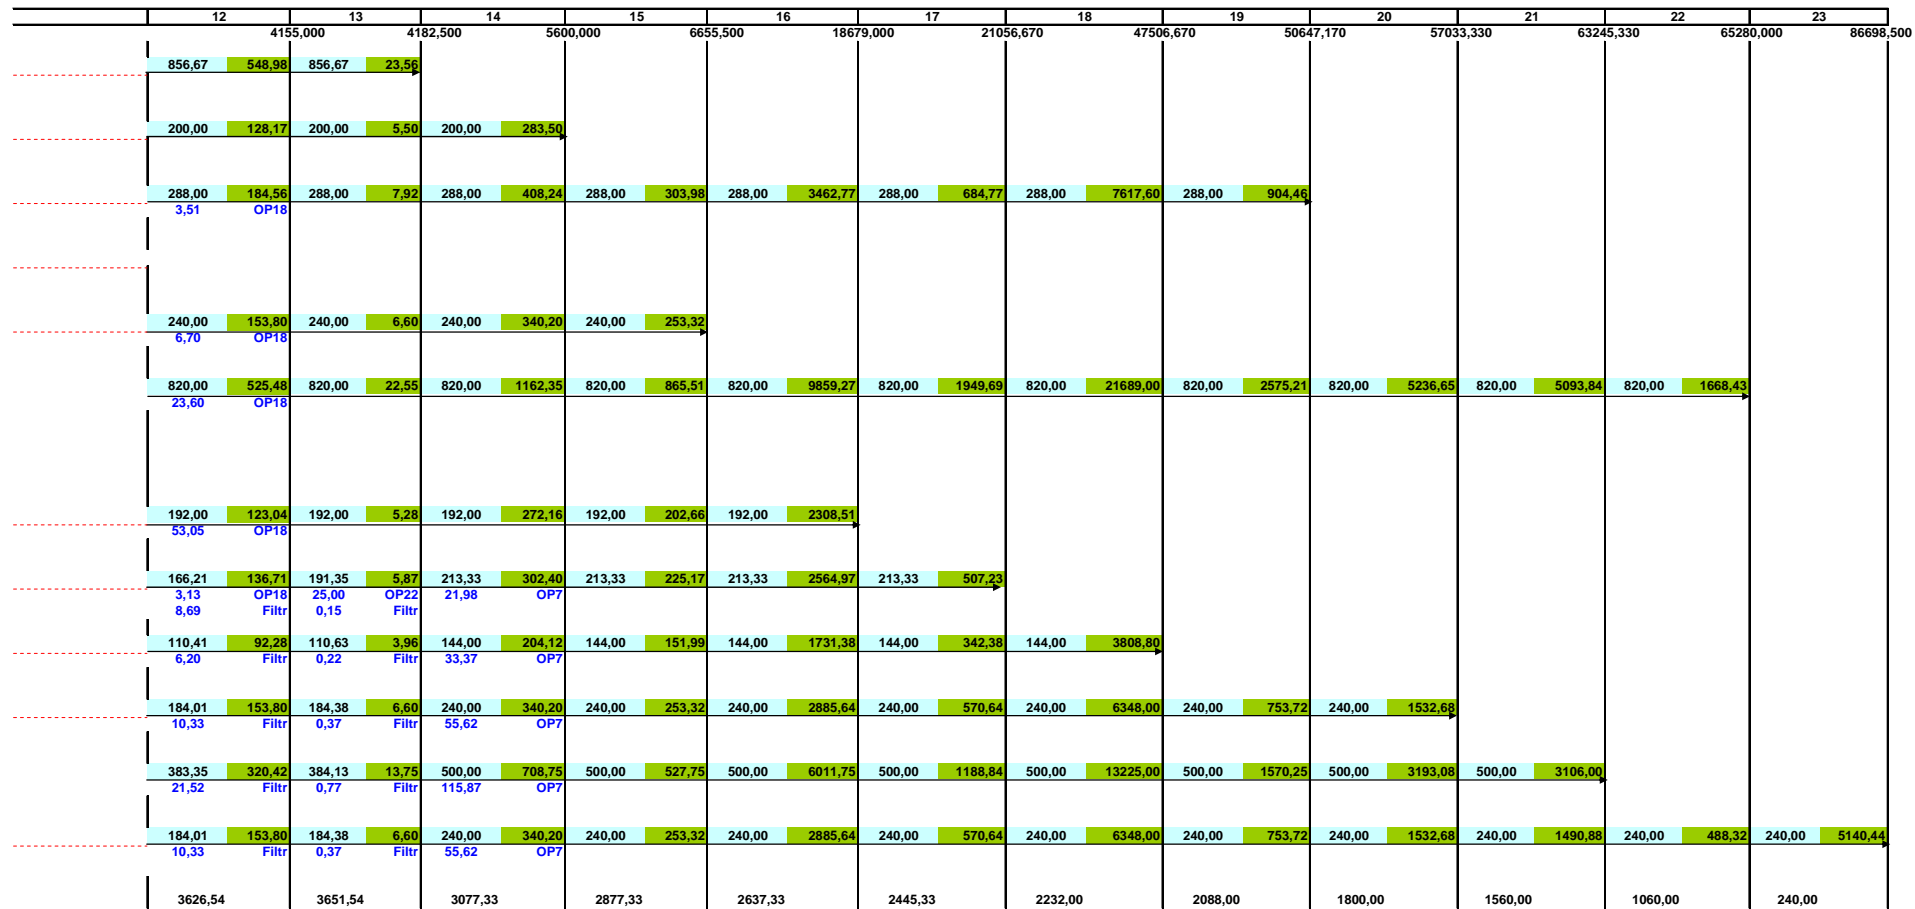 12 13 14 15 16 17 18 19 20 21 22 23
4155,000 4182,500 5600,000 6655,500 18679,000 21056,670 47506,670 50647,170 57033,330 63245,330 65280,000 86698,500
856,67 548,98 856,67 23,56
200,00 128,17 200,00 5,50 200,00 283,50
288,00 184,56 288,00 7,92 288,00 408,24 288,00 303,98 288,00 3462,77 288,00 684,77 288,00 7617,60 288,00 904,46
3,51 OP18
240,00 153,80 240,00 6,60 240,00 340,20 240,00 253,32
6,70 OP18
820,00 525,48 820,00 22,55 820,00 1162,35 820,00 865,51 820,00 9859,27 820,00 1949,69 820,00 21689,00 820,00 2575,21 820,00 5236,65 820,00 5093,84 820,00 1668,43
23,60 OP18
192,00 123,04 192,00 5,28 192,00 272,16 192,00 202,66 192,00 2308,51
53,05 OP18
166,21 136,71 191,35 5,87 213,33 302,40 213,33 225,17 213,33 2564,97 213,33 507,23
3,13 OP18 25,00 OP22 21,98 OP7
8,69 Filtr 0,15 Filtr
110,41 92,28 110,63 3,96 144,00 204,12 144,00 151,99 144,00 1731,38 144,00 342,38 144,00 3808,80
6,20 Filtr 0,22 Filtr 33,37 OP7
184,01 153,80 184,38 6,60 240,00 340,20 240,00 253,32 240,00 2885,64 240,00 570,64 240,00 6348,00 240,00 753,72 240,00 1532,68
10,33 Filtr 0,37 Filtr 55,62 OP7
383,35 320,42 384,13 13,75 500,00 708,75 500,00 527,75 500,00 6011,75 500,00 1188,84 500,00 13225,00 500,00 1570,25 500,00 3193,08 500,00 3106,00
21,52 Filtr 0,77 Filtr 115,87 OP7
184,01 153,80 184,38 6,60 240,00 340,20 240,00 253,32 240,00 2885,64 240,00 570,64 240,00 6348,00 240,00 753,72 240,00 1532,68 240,00 1490,88 240,00 488,32 240,00 5140,44
10,33 Filtr 0,37 Filtr 55,62 OP7
3626,54 3651,54 3077,33 2877,33 2637,33 2445,33 2232,00 2088,00 1800,00 1560,00 1060,00 240,00